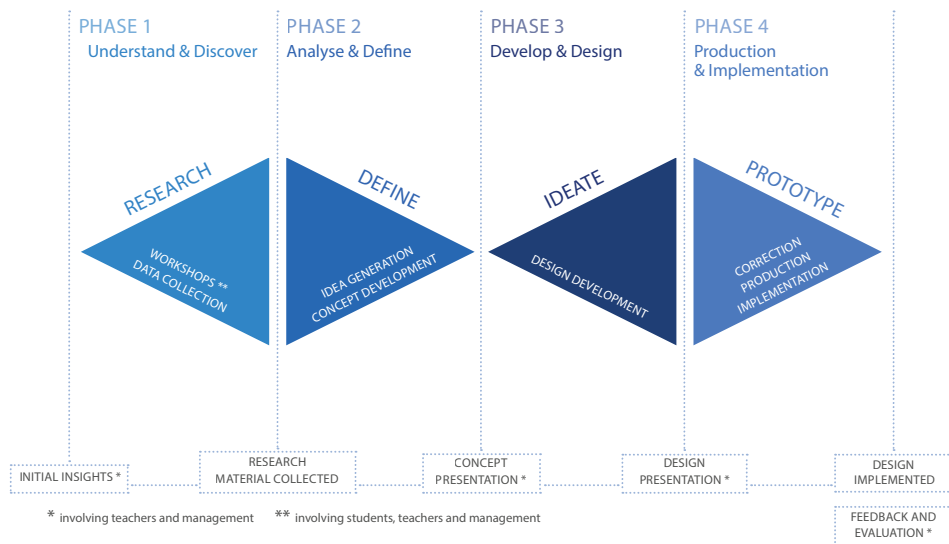 PHASE 1
Understand & Discover
PHASE 2
Analyse & Define
PHASE 3
Develop & Design
PHASE 4
Production
& Implementation
RESEARCH
WORKSHOPS **
DATA COLLECTION
DEFINE
IDEA GENERATION
CONCEPT DEVELOPMENT
IDEATE
DESIGN DEVELOPMENT
PROTOTYPE
CORRECTION
PRODUCTION
IMPLEMENTATION
INITIAL INSIGHTS *
RESEARCH
MATERIAL COLLECTED
CONCEPT
PRESENTATION *
DESIGN
PRESENTATION *
DESIGN
IMPLEMENTED
* involving teachers and management
** involving students, teachers and management
FEEDBACK AND
EVALUATION *